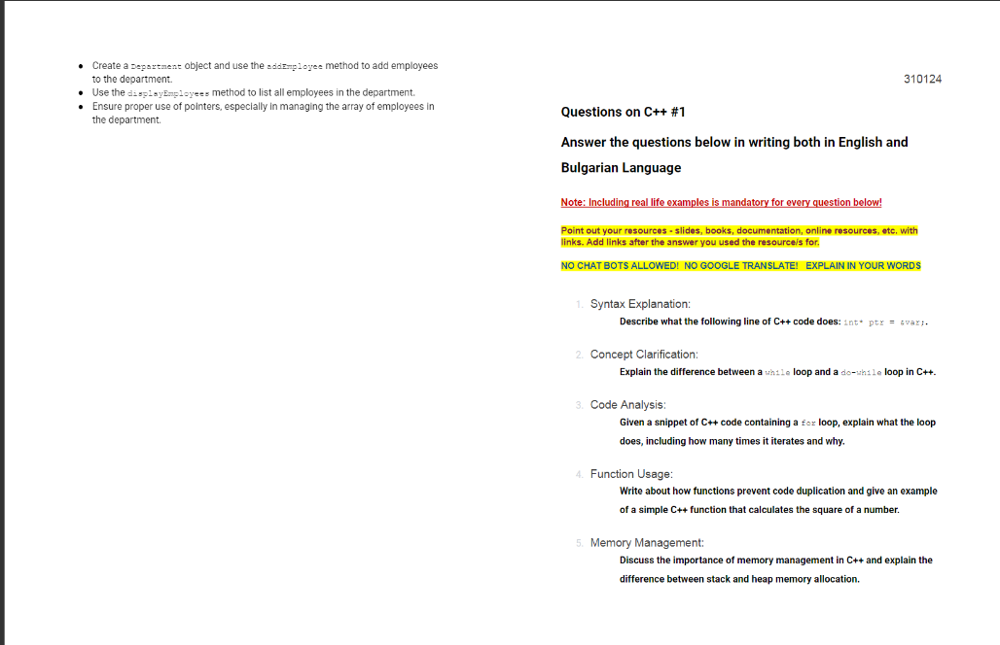 ● Create a Department object and use the addEmployee method to add employees
to the department.
● Use the displayEmployees method to list all employees in the department.
● Ensure proper use of pointers, especially in managing the array of employees in
the department.
310124
Questions on C++ #1
Answer the questions below in writing both in English and
Bulgarian Language
Note: Including real life examples is mandatory for every question below!
Point out your resources - slides, books, documentation, online resources, etc. with
links. Add links after the answer you used the resource/s for.
NO CHAT BOTS ALLOWED! NO GOOGLE TRANSLATE! EXPLAIN IN YOUR WORDS
1. Syntax Explanation:
Describe what the following line of C++ code does: int* ptr = &var;.
2. Concept Clarification:
Explain the difference between a while loop and a do-while loop in C++.
3. Code Analysis:
Given a snippet of C++ code containing a for loop, explain what the loop
does, including how many times it iterates and why.
4. Function Usage:
Write about how functions prevent code duplication and give an example
of a simple C++ function that calculates the square of a number.
5. Memory Management:
Discuss the importance of memory management in C++ and explain the
difference between stack and heap memory allocation.